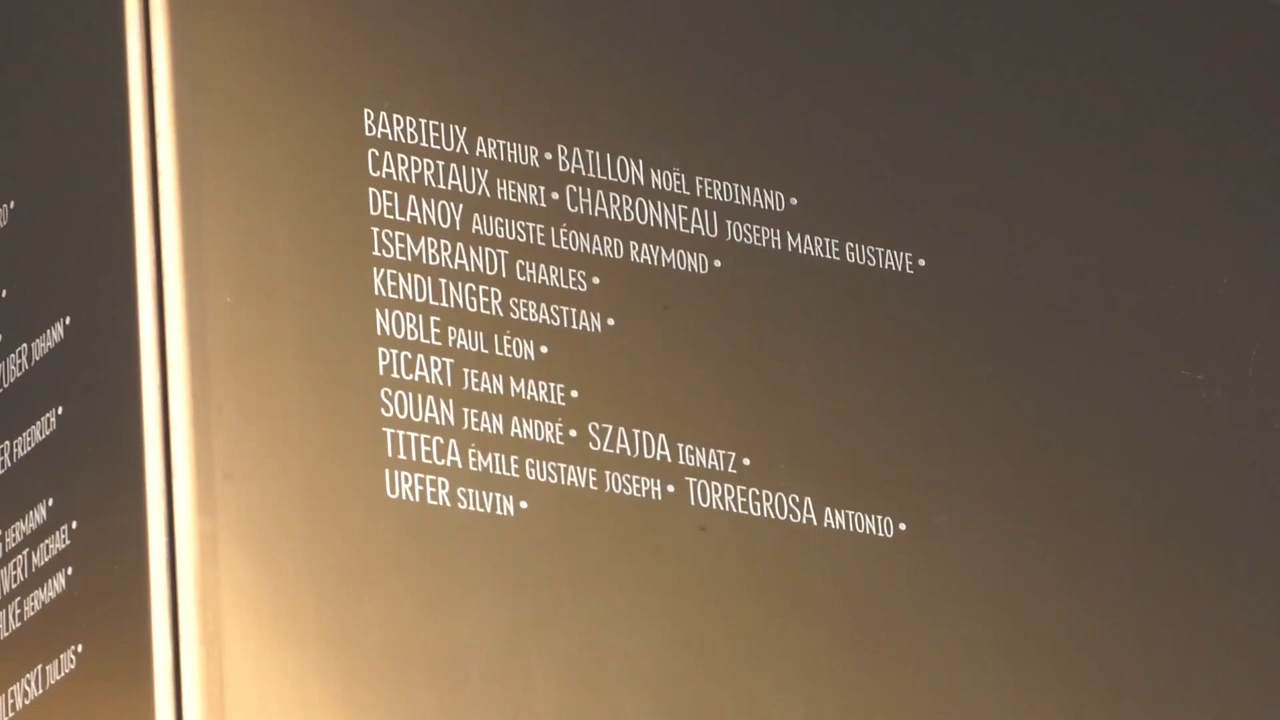 BARBIEUX ARTHUR • BAILLON NOËL FERDINAND •
CARPRIAUX HENRI • CHARBONNEAU JOSEPH MARIE GUSTAVE •
DELANOY AUGUSTE LÉONARD RAYMOND •
ISEMBRANDT CHARLES •
KENDLINGER SEBASTIAN •
NOBLE PAUL LÉON •
PICART JEAN MARIE •
SOUAN JEAN ANDRÉ • SZAJDA IGNATZ •
TITECA ÉMILE GUSTAVE JOSEPH • TORREGROSA ANTONIO •
URFER SILVIN •
JOHANN •
FRIEDRICH •
HERMANN •
MICHAEL •
HERMANN •
JULIUS •